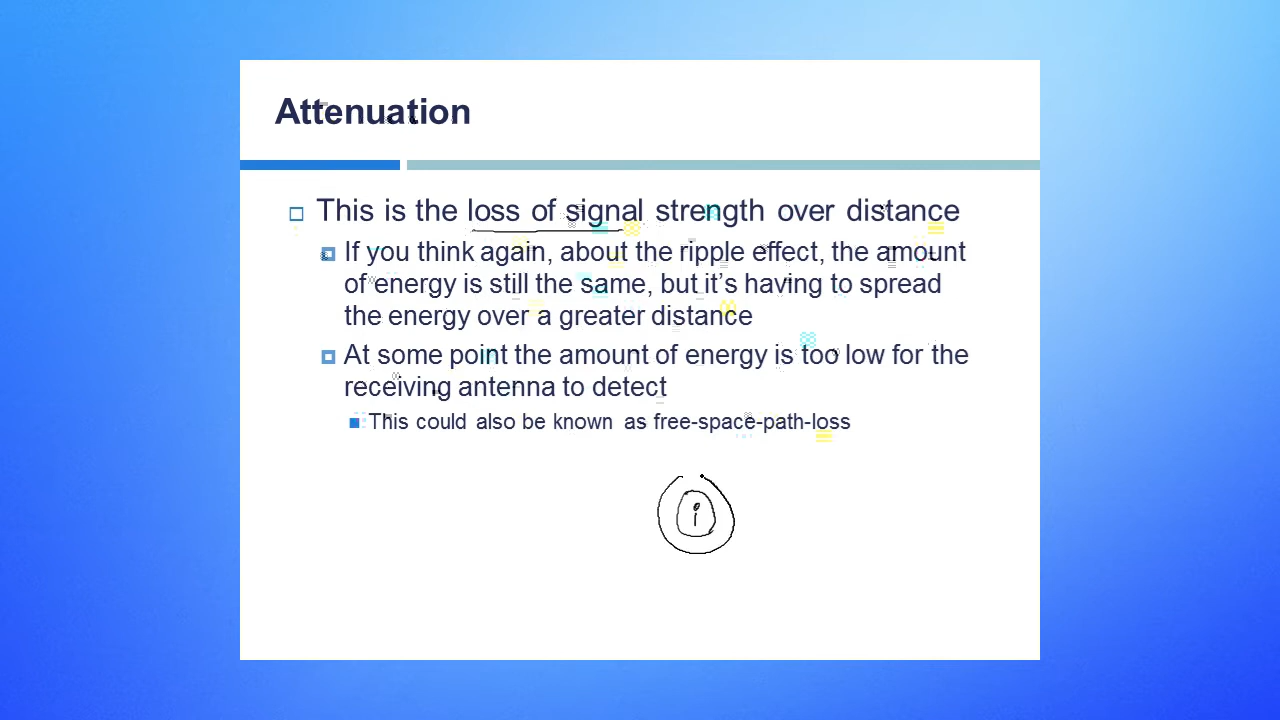 Attenuation
This is the loss of signal strength over distance
If you think again, about the ripple effect, the amount
of energy is still the same, but it’s having to spread
the energy over a greater distance
At some point the amount of energy is too low for the
receiving antenna to detect
This could also be known as free-space-path-loss
i